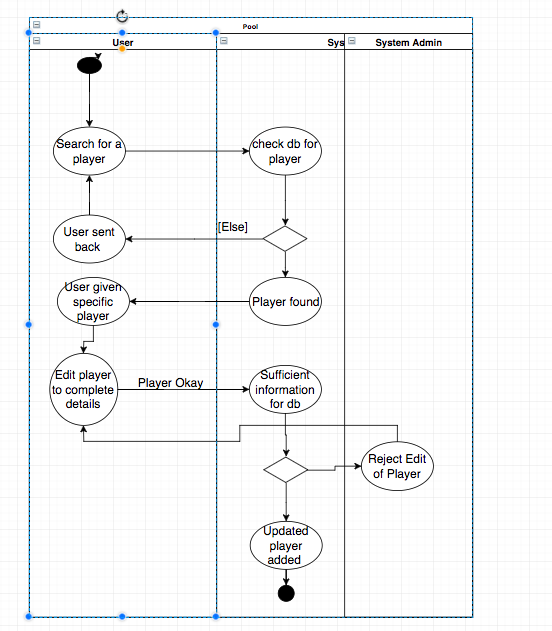 Pool
User
Sys
System Admin
Search for a
player
check db for
player
[Else]
User sent
back
User given
specific
player
Player found
Edit player
to complete
details
Player Okay
Sufficient
information
for db
Reject Edit
of Player
Updated
player
added